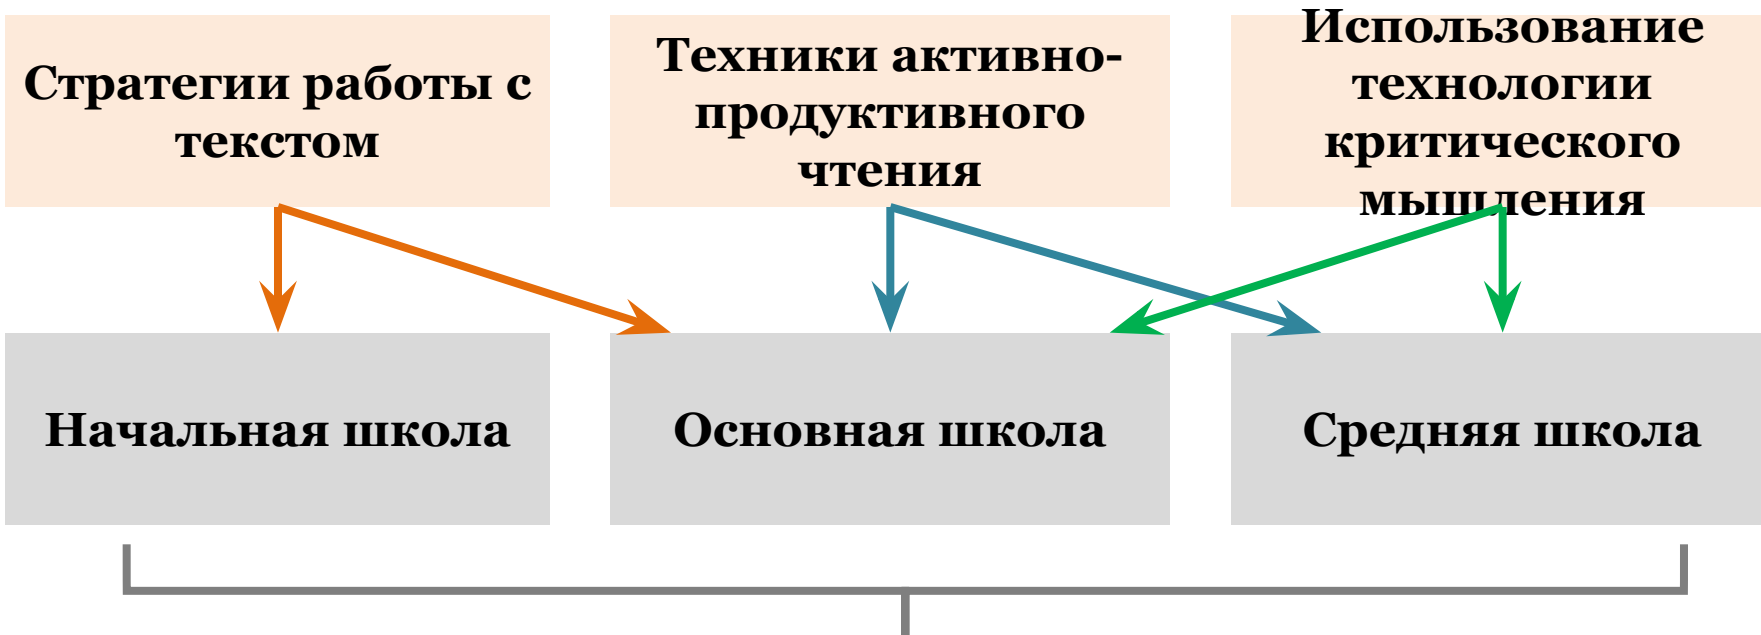 Стратегии работы с
текстом
Техники активно-
продуктивного
чтения
Использование
технологии
критического
мышления
Начальная школа
Основная школа
Средняя школа